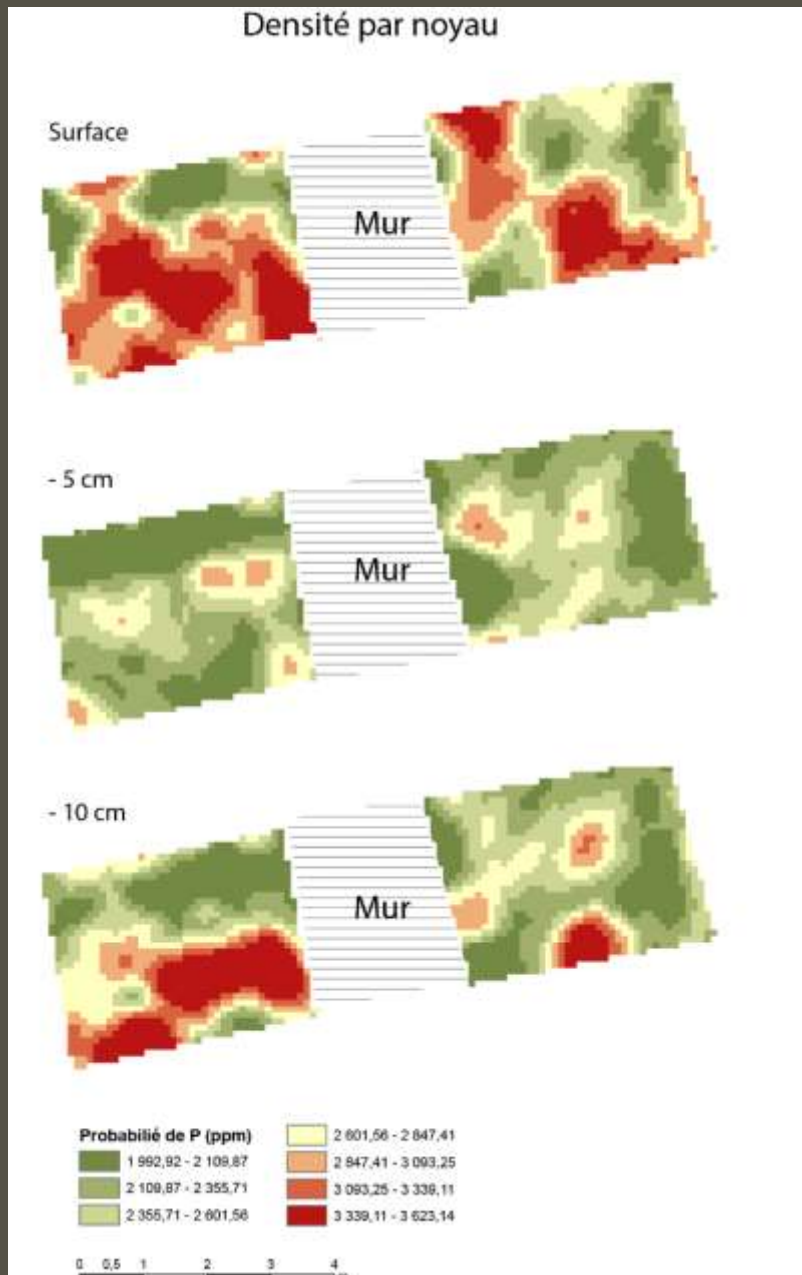 Densité par noyau
Surface
Mur
- 5 cm
Mur
- 10 cm
Mur
Probabilié de P (ppm)
1 992,92 - 2 109,87
2 109,87 - 2 355,71
2 355,71 - 2 601,56
2 601,56 - 2 847,41
2 847,41 - 3 093,25
3 093,25 - 3 339,11
3 339,11 - 3 623,14
0 0,5 1 2 3 4